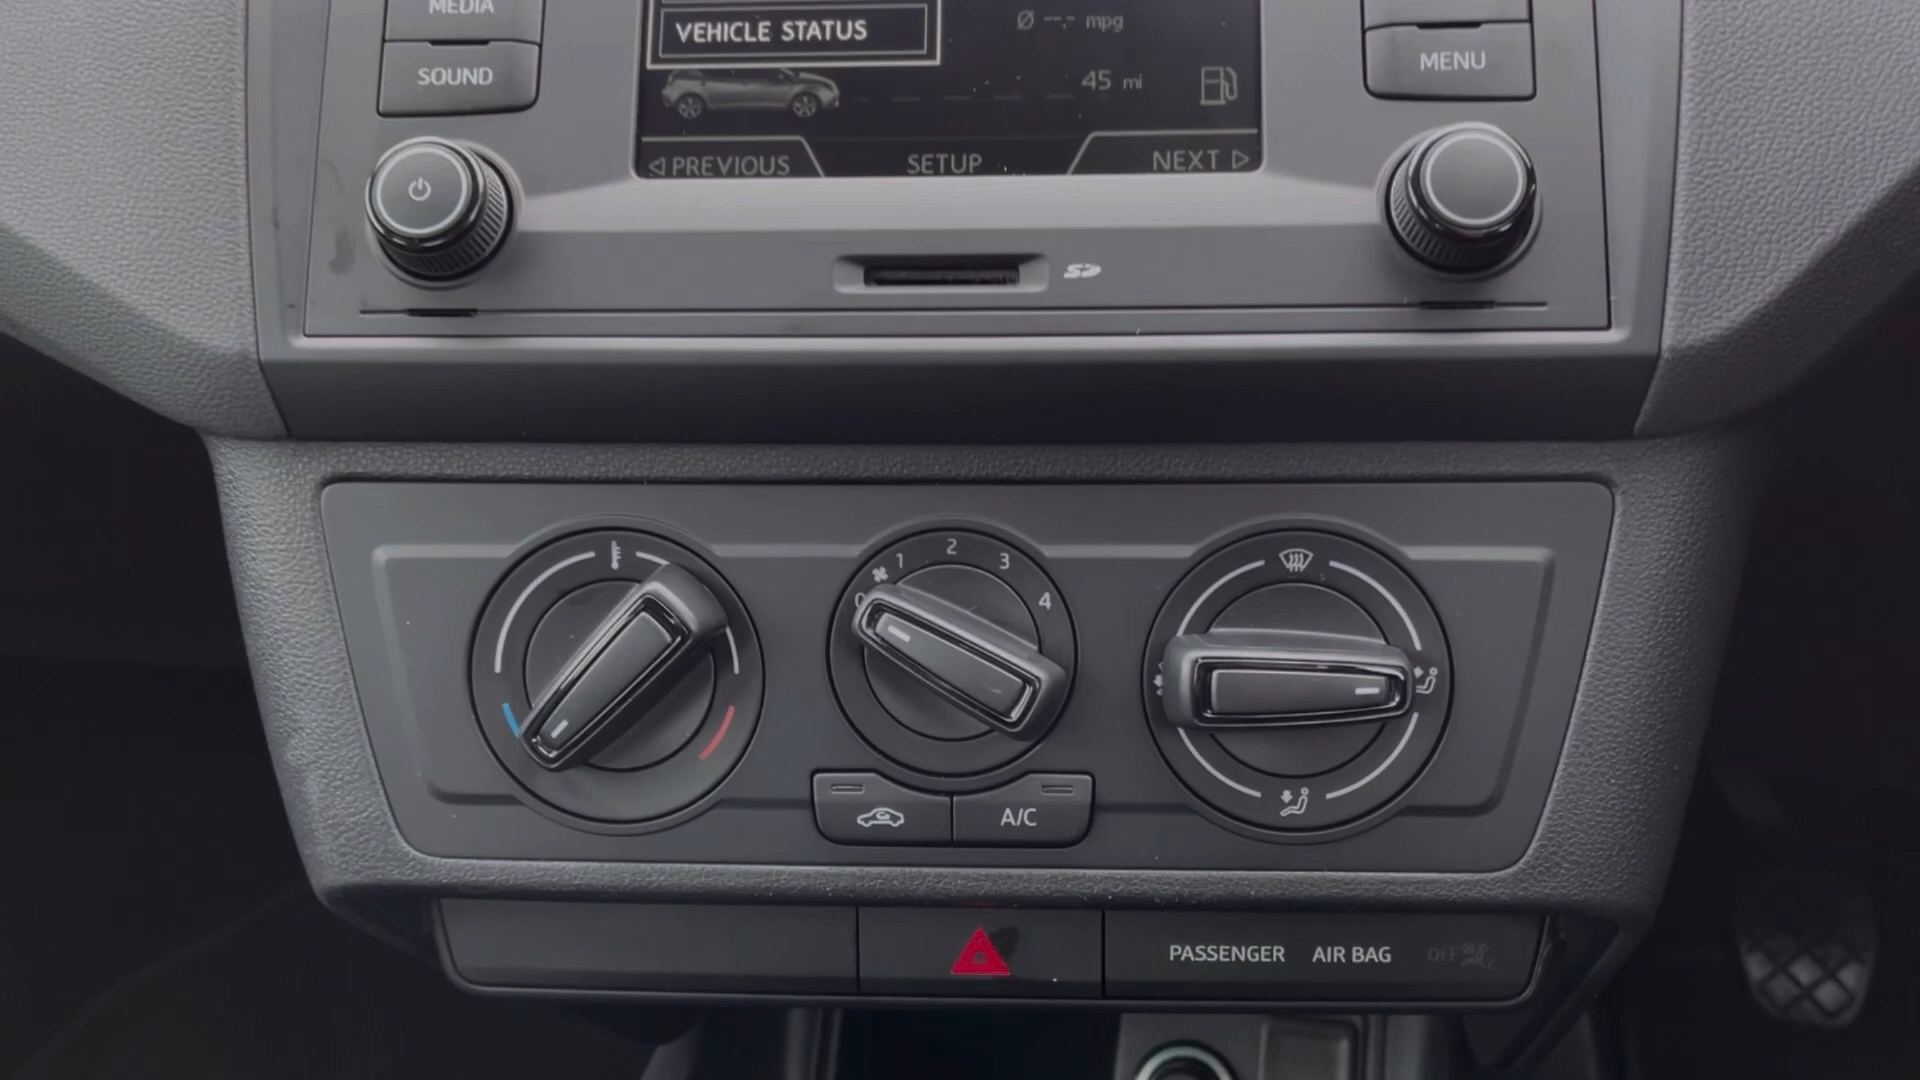 MEDIA
VEHICLE STATUS
Ø --.- mpg
SOUND
MENU
45 mi
PREVIOUS SETUP NEXT
SD
0 1 2 3 4
A/C
PASSENGER AIR BAG OFF